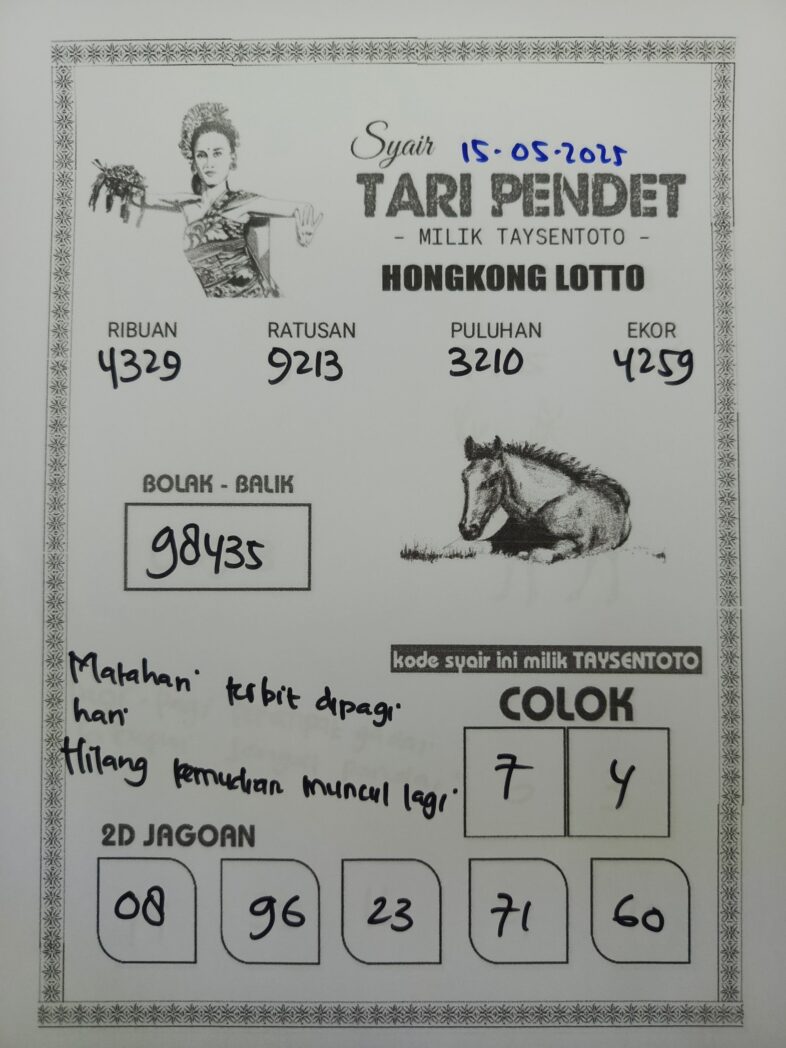 Syair 15.05.2025
TARI PENDET
- MILIK TAYSENTOTO -
HONGKONG LOTTO
RIBUAN RATUSAN PULUHAN EKOR
4329 9213 3210 4259
BOLAK - BALIK
98435
kode syair ini milik TAYSENTOTO
Matahari terbit dipagi
hari
Hilang kemudian muncul lagi
COLOK
7 4
2D JAGOAN
08 96 23 71 60